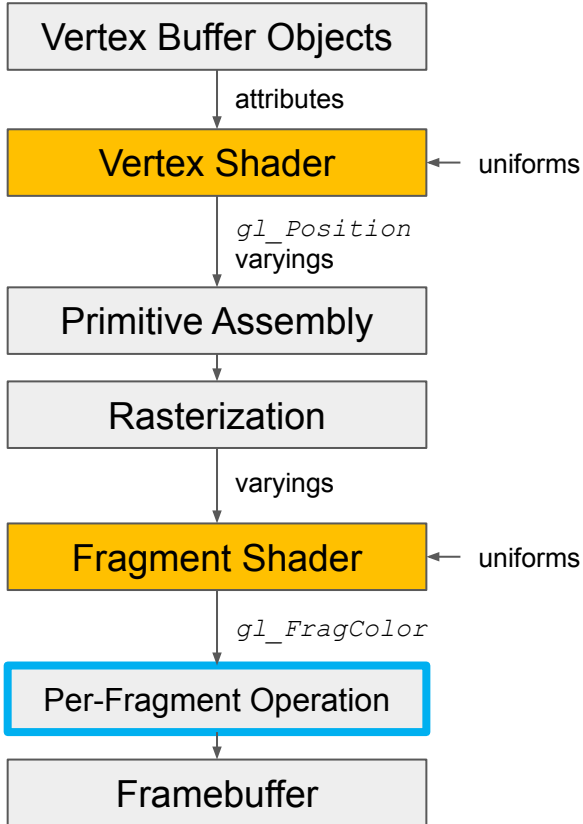 Vertex Buffer Objects
attributes
Vertex Shader
uniforms
gl_Position
varyings
Primitive Assembly
Rasterization
varyings
Fragment Shader
uniforms
gl_FragColor
Per-Fragment Operation
Framebuffer